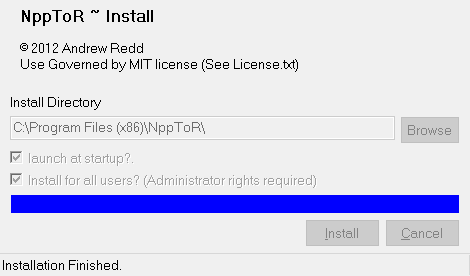 NppToR ~ Install
© 2012 Andrew Redd
Use Governed by MIT license (See License.txt)
Install Directory
C:\Program Files (x86)\NppToR\
Browse
launch at startup?.
Install for all users? (Administrator rights required)
Install
Cancel
Installation Finished.